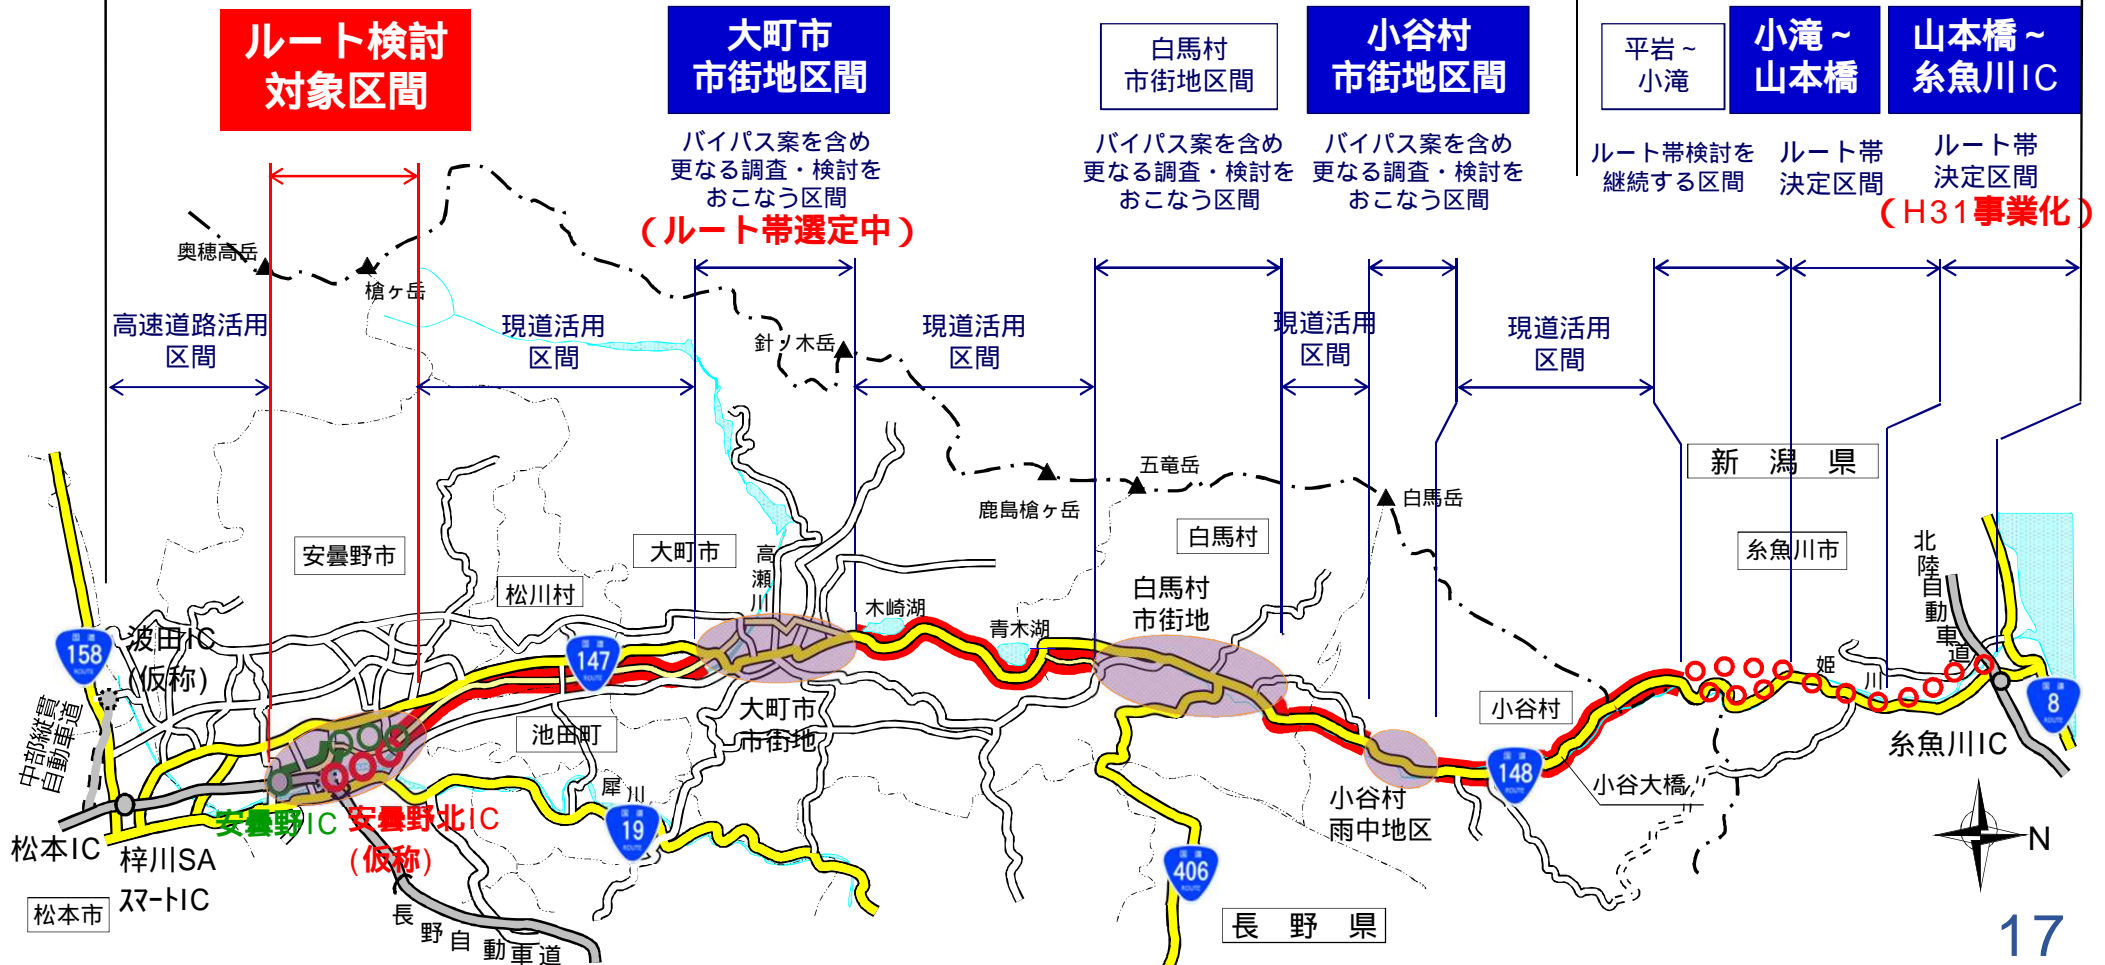 ルート検討
対象区間
大町市
市街地区間
バイパス案を含め
更なる調査・検討を
おこなう区間
(ルート帯選定中)
白馬村
市街地区間
バイパス案を含め
更なる調査・検討を
おこなう区間
小谷村
市街地区間
バイパス案を含め
更なる調査・検討を
おこなう区間
平岩～
小滝
ルート帯検討を
継続する区間
小滝～
山本橋
ルート帯
決定区間
山本橋～
糸魚川IC
ルート帯
決定区間
(H31事業化)
奥穂高岳
槍ヶ岳
針ノ木岳
鹿島槍ヶ岳
五竜岳
白馬岳
高速道路活用
区間
現道活用
区間
現道活用
区間
現道活用
区間
現道活用
区間
新潟県
安曇野市
松川村
大町市
高瀬川
木崎湖
青木湖
白馬村
白馬村
市街地
糸魚川市
北陸自動車道
国道
158
ROUTE
波田IC
(仮称)
中部縦貫
自動車道
国道
147
ROUTE
池田町
大町市
市街地
小谷村
姫川
国道
8
ROUTE
糸魚川IC
国道
148
ROUTE
小谷大橋
小谷村
雨中地区
犀川
国道
19
ROUTE
国道
406
ROUTE
安曇野IC
安曇野北IC
(仮称)
松本IC
梓川SA
スマートIC
松本市
長野自動車道
長野県
N
17